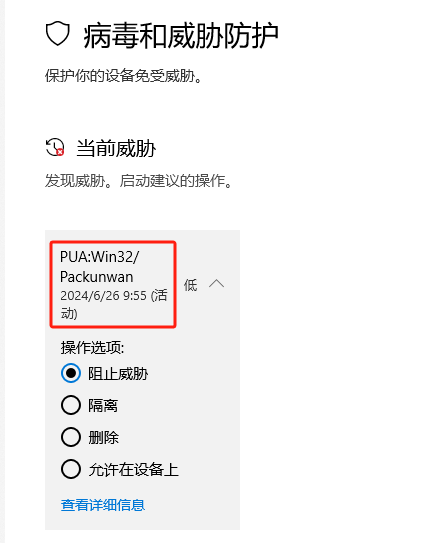 病毒和威胁防护
保护你的设备免受威胁。
当前威胁
发现威胁。启动建议的操作。
PUA:Win32/
Packunwan
2024/6/26 9:55 (活
动)
低
操作选项:
阻止威胁
隔离
删除
允许在设备上
查看详细信息